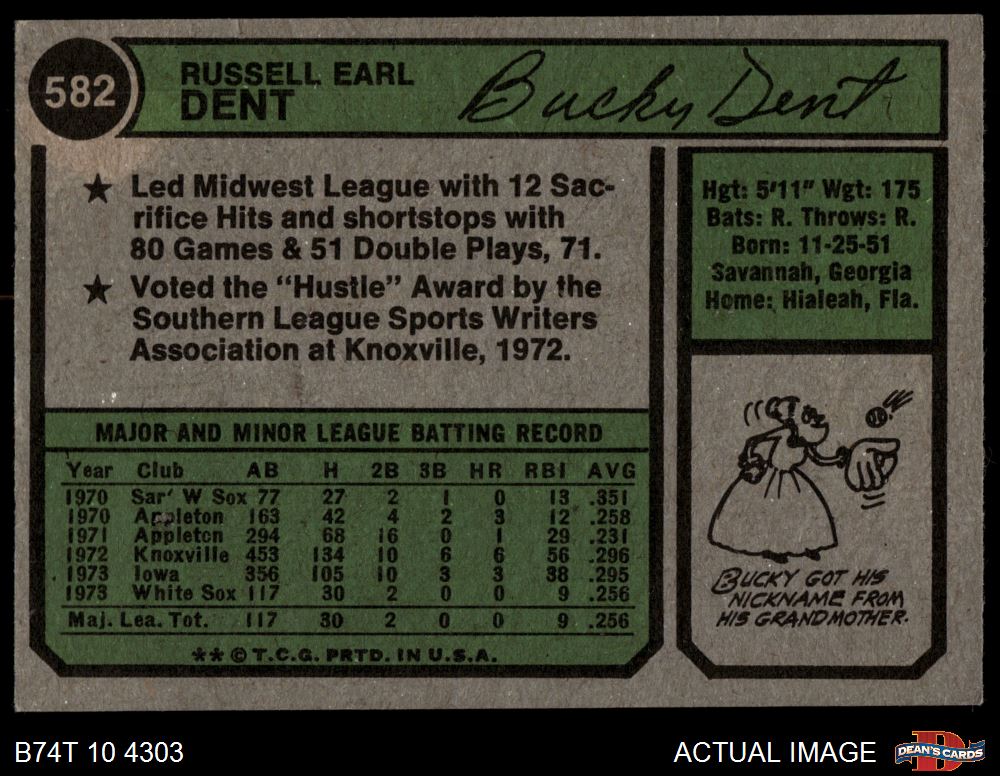 582
RUSSELL EARL
DENT
Bucky Dent
★ Led Midwest League with 12 Sac-
rifice Hits and shortstops with
80 Games & 51 Double Plays, 71.
★ Voted the “Hustle” Award by the
Southern League Sports Writers
Association at Knoxville, 1972.
Hgt: 5'11" Wgt: 175
Bats: R. Throws: R.
Born: 11-25-51
Savannah, Georgia
Home: Hialeah, Fla.
MAJOR AND MINOR LEAGUE BATTING RECORD
Year Club AB H 2B 3B HR RBI AVG
1970 Sar' W Sox 77 27 2 1 0 13 .351
1970 Appleton 163 42 4 2 3 12 .258
1971 Appleton 294 68 16 0 1 29 .231
1972 Knoxville 453 134 10 6 6 56 .296
1973 Iowa 356 105 10 3 3 38 .295
1973 White Sox 117 30 2 0 0 9 .256
Maj. Lea. Tot. 117 30 2 0 0 9 .256
** © T.C.G. PRTD. IN U.S.A.
BUCKY GOT HIS
NICKNAME FROM
HIS GRANDMOTHER.
B74T 10 4303
ACTUAL IMAGE
D
DEAN'S CARDS